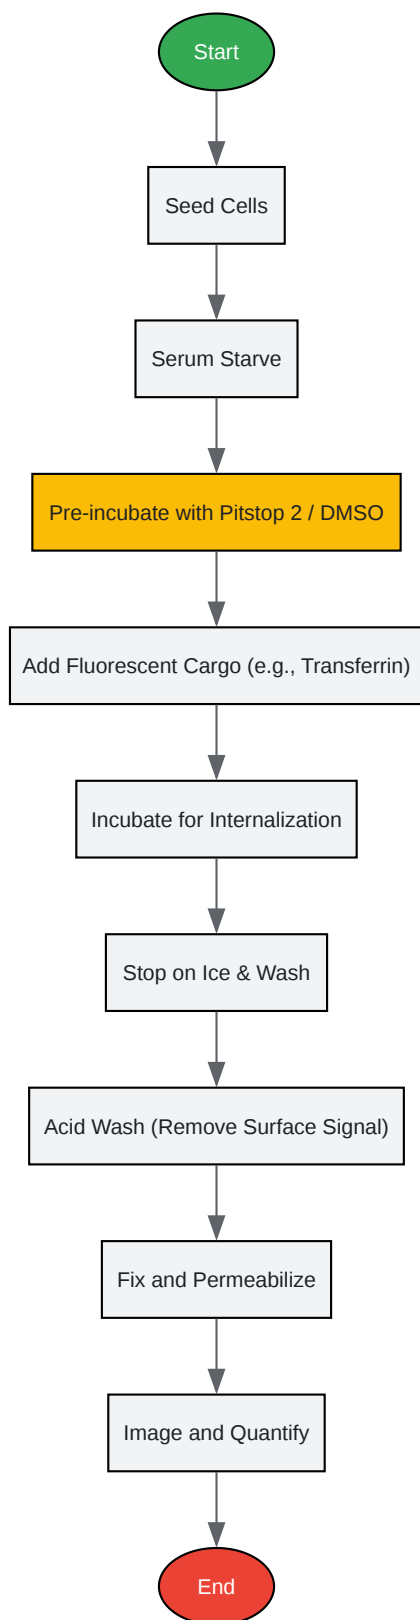 Start
Seed Cells
Serum Starve
Pre-incubate with Pitstop 2 / DMSO
Add Fluorescent Cargo (e.g., Transferrin)
Incubate for Internalization
Stop on Ice & Wash
Acid Wash (Remove Surface Signal)
Fix and Permeabilize
Image and Quantify
End